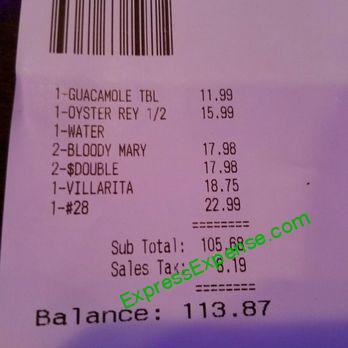 1-GUACAMOLE TBL 11.99
1-OYSTER REY 1/2 15.99
1-WATER
2-BLOODY MARY 17.98
2-$DOUBLE 17.98
1-VILLARITA 18.75
1-#28 22.99
========
Sub Total: 105.68
Sales Tax: 8.19
========
Balance: 113.87
ExpressExpense.com